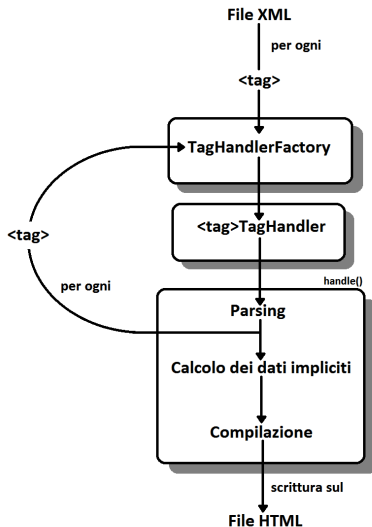 File XML
per ogni
<tag>
TagHandlerFactory
<tag>TagHandler
<tag>
per ogni
handle()
Parsing
Calcolo dei dati impliciti
Compilazione
scrittura sul
File HTML